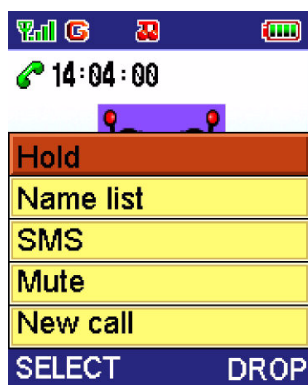 G
14:04:00
Hold
Name list
SMS
Mute
New call
SELECT DROP